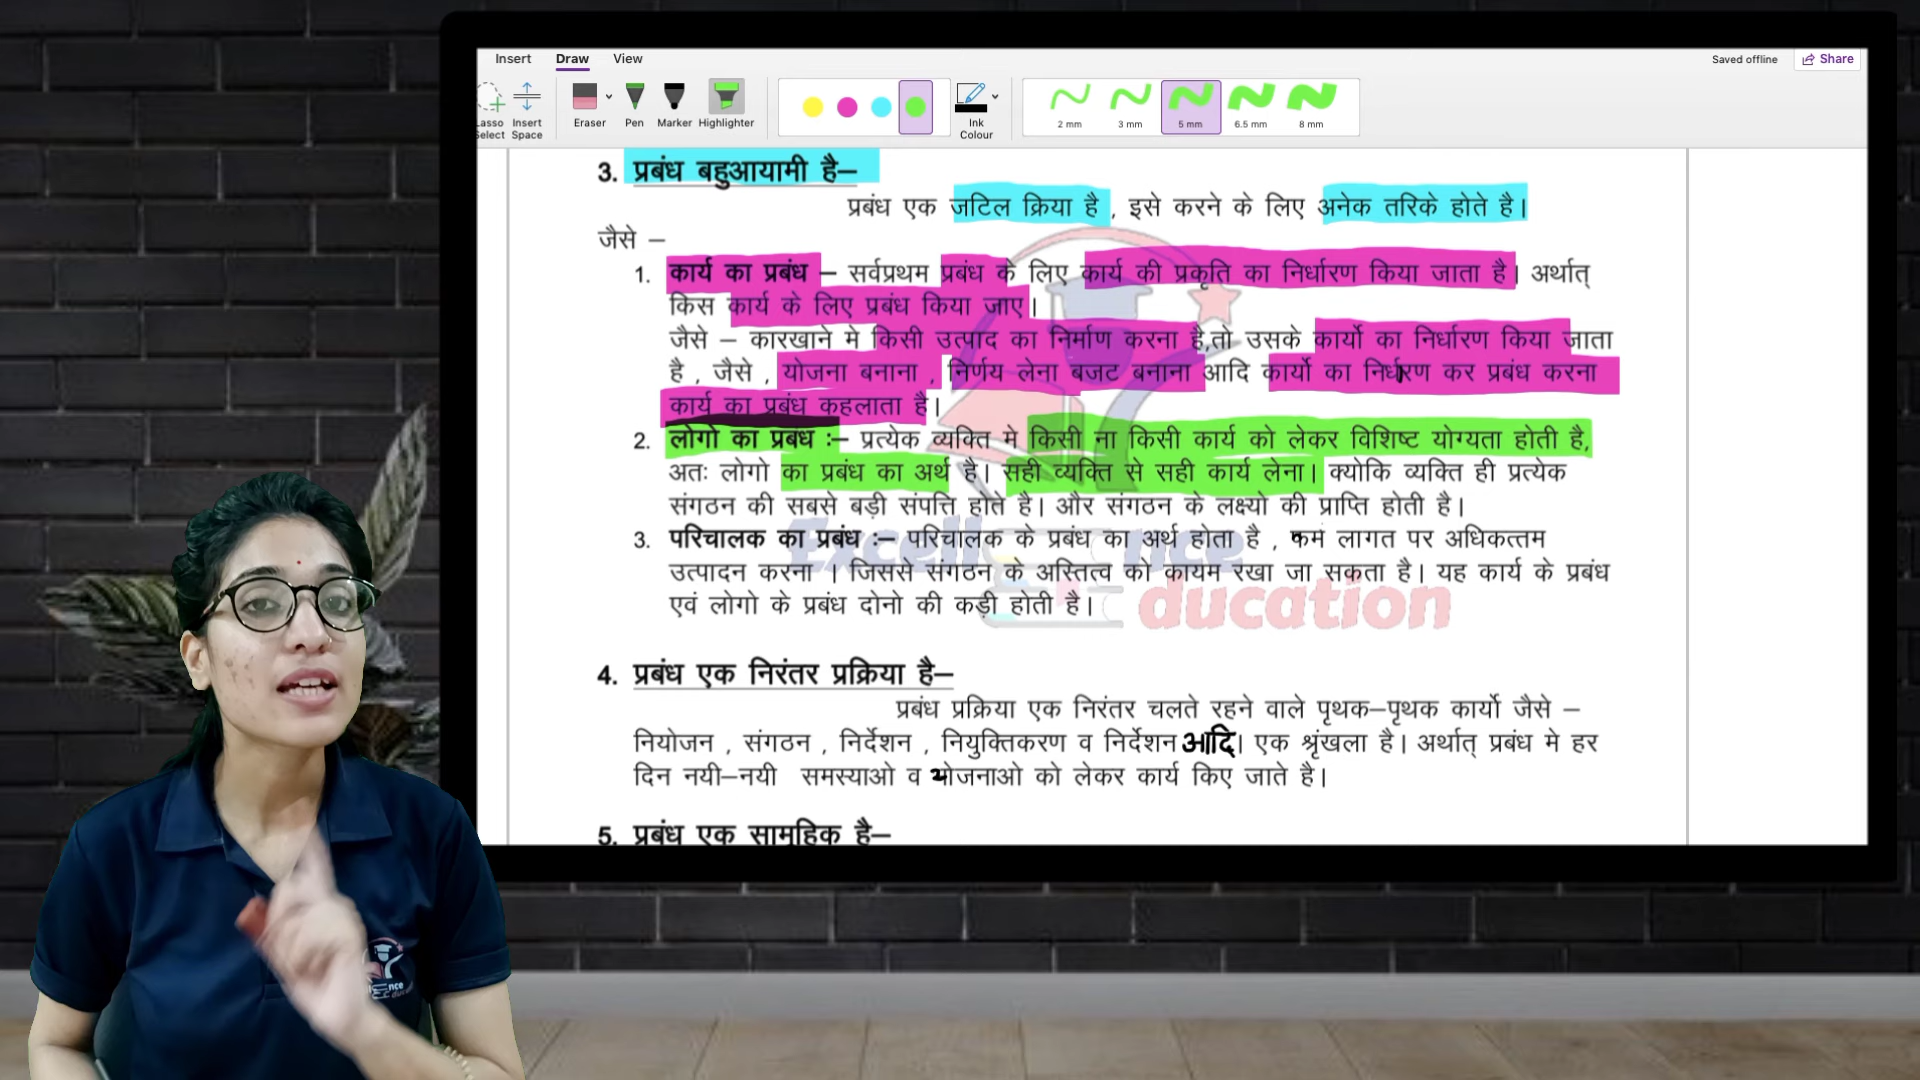 Insert Draw View Saved offline Share
Lasso Select Insert Space Eraser Pen Marker Highlighter Ink Colour 2 mm 3 mm 5 mm 6.5 mm 8 mm
3. प्रबंध बहुआयामी है–
प्रबंध एक जटिल क्रिया है , इसे करने के लिए अनेक तरिके होते है।
जैसे –
1. कार्य का प्रबंध – सर्वप्रथम प्रबंध के लिए कार्य की प्रकृति का निर्धारण किया जाता है। अर्थात्
किस कार्य के लिए प्रबंध किया जाए।
जैसे – कारखाने मे किसी उत्पाद का निर्माण करना है,तो उसके कार्यो का निर्धारण किया जाता
है , जैसे , योजना बनाना , निर्णय लेना बजट बनाना आदि कार्यो का निर्धारण कर प्रबंध करना
कार्य का प्रबंध कहलाता है।
2. लोगो का प्रबंध :– प्रत्येक व्यक्ति मे किसी ना किसी कार्य को लेकर विशिष्ट योग्यता होती है,
अतः लोगो का प्रबंध का अर्थ है। सही व्यक्ति से सही कार्य लेना। क्योकि व्यक्ति ही प्रत्येक
संगठन की सबसे बड़ी संपत्ति होते है। और संगठन के लक्ष्यो की प्राप्ति होती है।
3. परिचालक का प्रबंध :– परिचालक के प्रबंध का अर्थ होता है , कम लागत पर अधिकत्तम
उत्पादन करना । जिससे संगठन के अस्तित्व को कायम रखा जा सकता है। यह कार्य के प्रबंध
एवं लोगो के प्रबंध दोनो की कड़ी होती है।
Excellence
ducation
4. प्रबंध एक निरंतर प्रक्रिया है–
प्रबंध प्रक्रिया एक निरंतर चलते रहने वाले पृथक–पृथक कार्यो जैसे –
नियोजन , संगठन , निर्देशन , नियुक्तिकरण व निर्देशन आदि। एक श्रृंखला है। अर्थात् प्रबंध मे हर
दिन नयी–नयी समस्याओ व योजनाओ को लेकर कार्य किए जाते है।
5. प्रबंध एक सामूहिक है–
nce